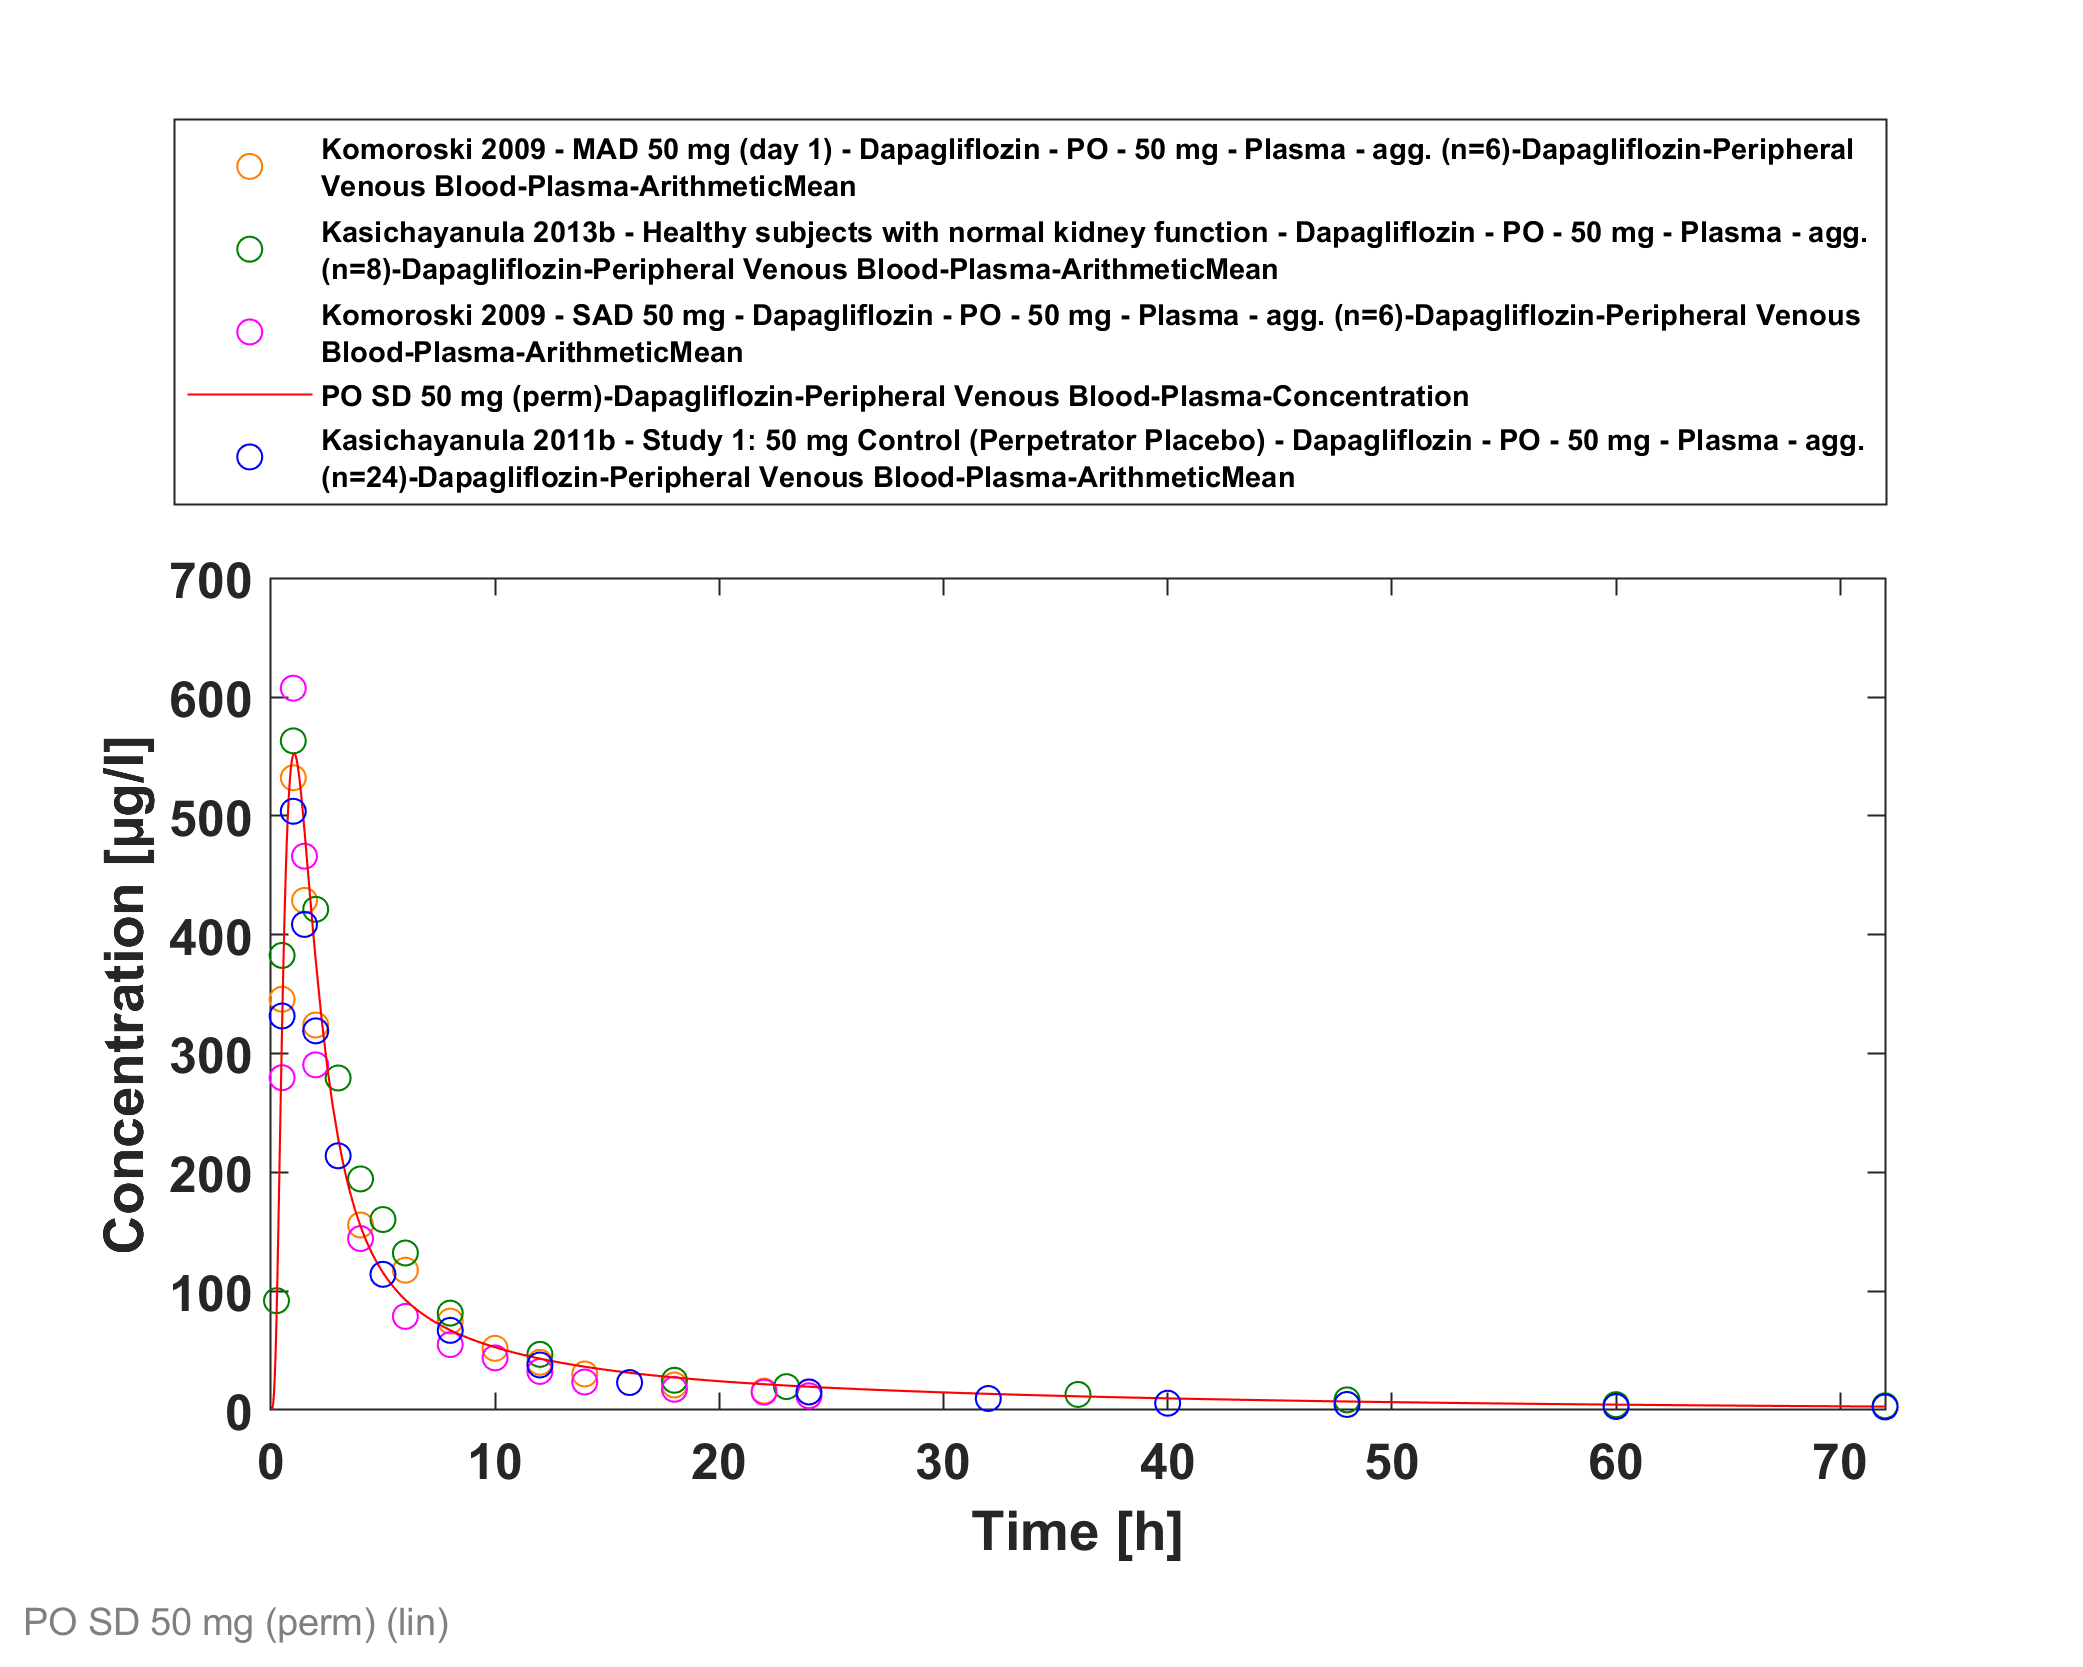 Komoroski 2009 - MAD 50 mg (day 1) - Dapagliflozin - PO - 50 mg - Plasma - agg. (n=6)-Dapagliflozin-Peripheral
Venous Blood-Plasma-ArithmeticMean
Kasichayanula 2013b - Healthy subjects with normal kidney function - Dapagliflozin - PO - 50 mg - Plasma - agg.
(n=8)-Dapagliflozin-Peripheral Venous Blood-Plasma-ArithmeticMean
Komoroski 2009 - SAD 50 mg - Dapagliflozin - PO - 50 mg - Plasma - agg. (n=6)-Dapagliflozin-Peripheral Venous
Blood-Plasma-ArithmeticMean
PO SD 50 mg (perm)-Dapagliflozin-Peripheral Venous Blood-Plasma-Concentration
Kasichayanula 2011b - Study 1: 50 mg Control (Perpetrator Placebo) - Dapagliflozin - PO - 50 mg - Plasma - agg.
(n=24)-Dapagliflozin-Peripheral Venous Blood-Plasma-ArithmeticMean
700
600
500
400
300
200
100
0
Concentration [µg/l]
0 10 20 30 40 50 60 70
Time [h]
PO SD 50 mg (perm) (lin)